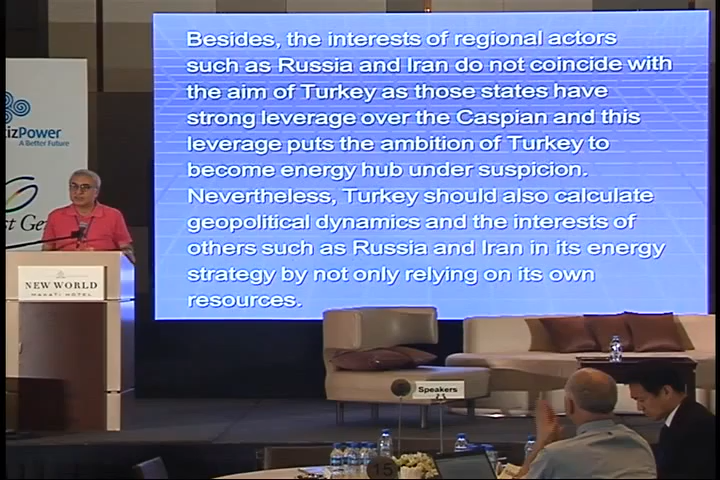 Besides, the interests of regional actors
such as Russia and Iran do not coincide with
the aim of Turkey as those states have
strong leverage over the Caspian and this
leverage puts the ambition of Turkey to
become energy hub under suspicion.
Nevertheless, Turkey should also calculate
geopolitical dynamics and the interests of
others such as Russia and Iran in its energy
strategy by not only relying on its own
resources.
izPower
A Better Future
st Ge
NEW WORLD
MAKATI HOTEL
Speakers
15